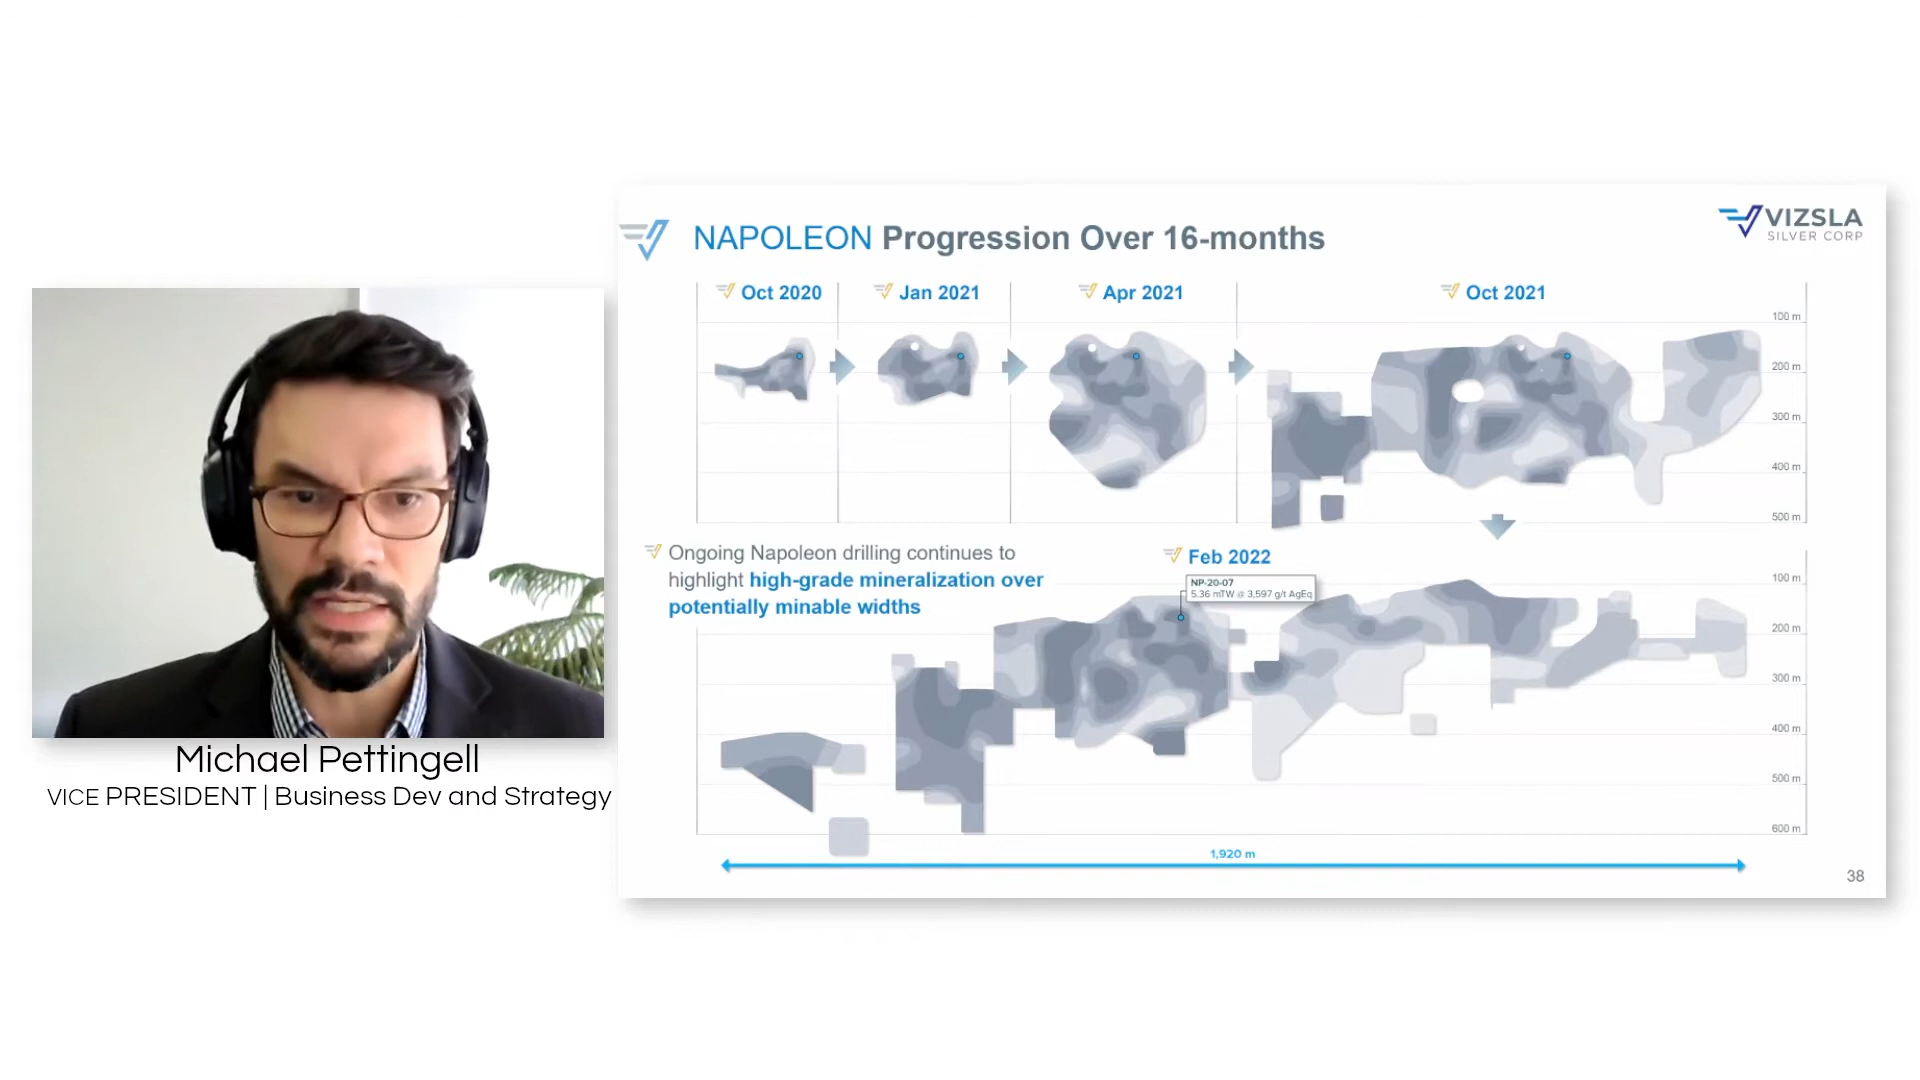 NAPOLEON Progression Over 16-months
VIZSLA
SILVER CORP
Oct 2020
Jan 2021
Apr 2021
Oct 2021
100 m
200 m
300 m
400 m
500 m
Ongoing Napoleon drilling continues to
highlight high-grade mineralization over
potentially minable widths
Feb 2022
NP-20-07
5.36 mTW @ 3,597 g/t AgEq
100 m
200 m
300 m
400 m
500 m
600 m
1,920 m
38
Michael Pettingell
VICE PRESIDENT | Business Dev and Strategy